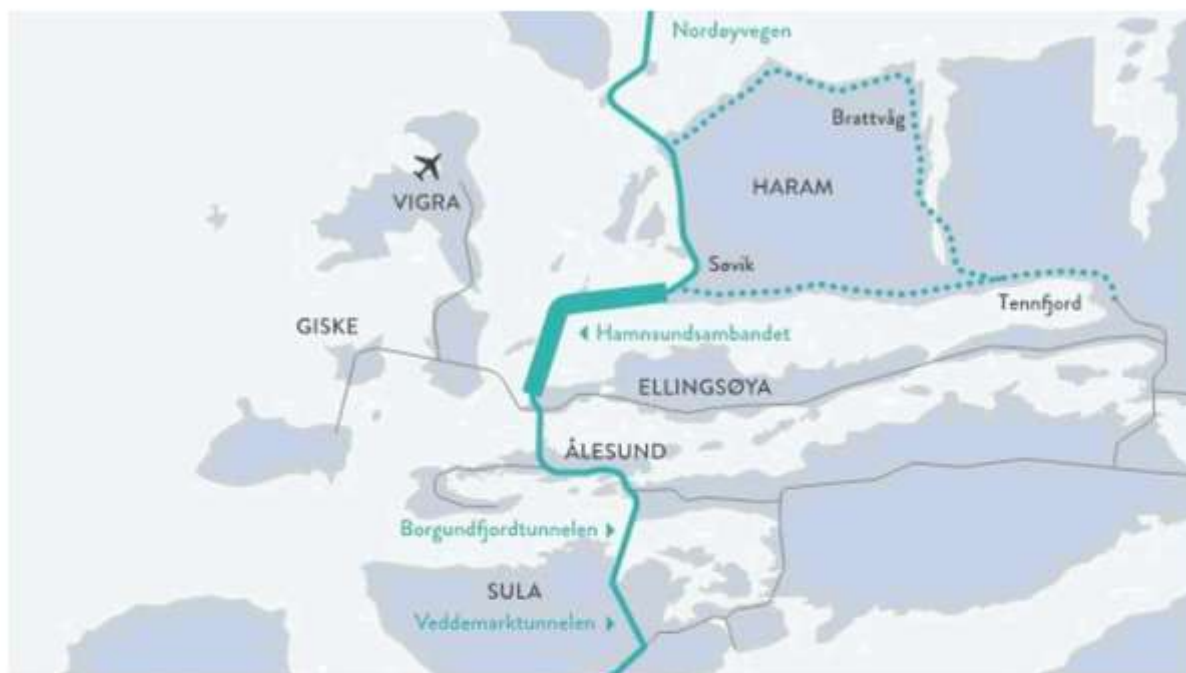 Nordøyvegen
Brattvåg
HARAM
VIGRA
Søvik
Tennfjord
GISKE
Hamnsundsambandet
ELLINGSØYA
ÅLESUND
Borgundfjordtunnelen
SULA
Veddemarktunnelen